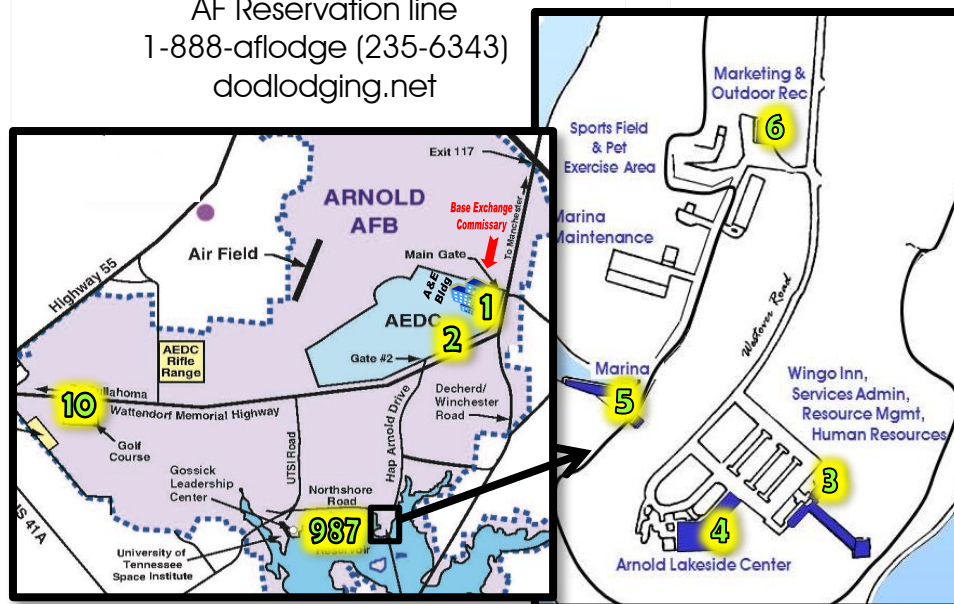 AF Reservation line
1-888-aflodge (235-6343)
dodlodging.net
Exit 117
ARNOLD
AFB
Base Exchange
Commissary
To Manchester
Air Field
Main Gate
Highway 55
A&E
Bldg
1
AEDC
2
AEDC
Rifle
Range
Gate #2
10
llahoma
Wattendorf Memorial Highway
Decherd/
Winchester
Road
Golf
Course
UTSI Road
Hap Arnold Drive
Gossick
Leadership
Center
Northshore
Road
987
Reservoir
US 41A
University of
Tennessee
Space Institute
Marketing &
Outdoor Rec
6
Sports Field
& Pet
Exercise Area
Marina
Maintenance
Westover Road
Marina
5
Wingo Inn,
Services Admin,
Resource Mgmt,
Human Resources
3
4
Arnold Lakeside Center